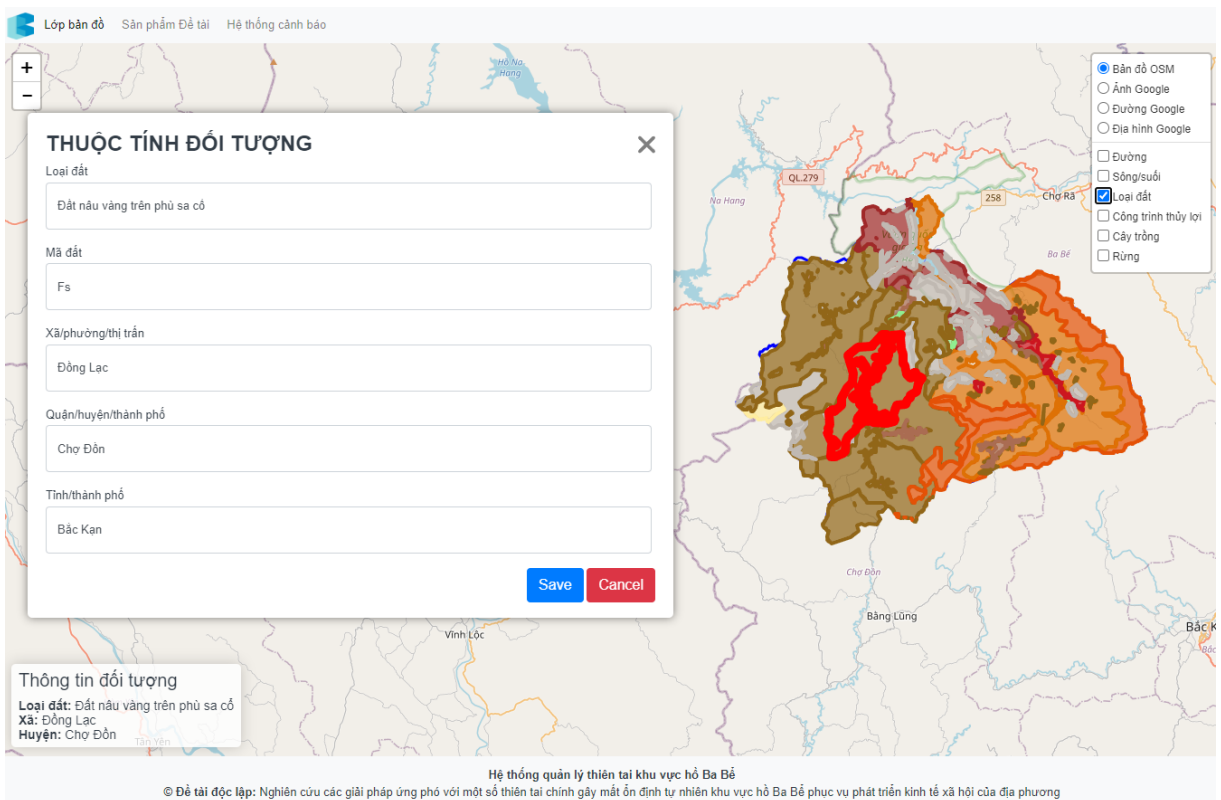 Lớp bản đồ Sản phẩm Đề tài Hệ thống cảnh báo
+
−
Hồ Na
Hang
THUỘC TÍNH ĐỐI TƯỢNG
Loại đất
Đất nâu vàng trên phù sa cổ
Mã đất
Fs
Xã/phường/thị trấn
Đồng Lạc
Quận/huyện/thành phố
Chợ Đồn
Tỉnh/thành phố
Bắc Kạn
Save Cancel
Bản đồ OSM
Ảnh Google
Đường Google
Địa hình Google
Đường
Sông/suối
Loại đất
Công trình thủy lợi
Cây trồng
Rừng
QL.279
258
Chợ Rã
Na Hang
Ba Bể
Chợ Đồn
Bằng Lũng
Bắc K
Vĩnh Lộc
Tân Yên
Thông tin đối tượng
Loại đất: Đất nâu vàng trên phù sa cổ
Xã: Đồng Lạc
Huyện: Chợ Đồn
Hệ thống quản lý thiên tai khu vực hồ Ba Bể
© Đề tài độc lập: Nghiên cứu các giải pháp ứng phó với một số thiên tai chính gây mất ổn định tự nhiên khu vực hồ Ba Bể phục vụ phát triển kinh tế xã hội của địa phương